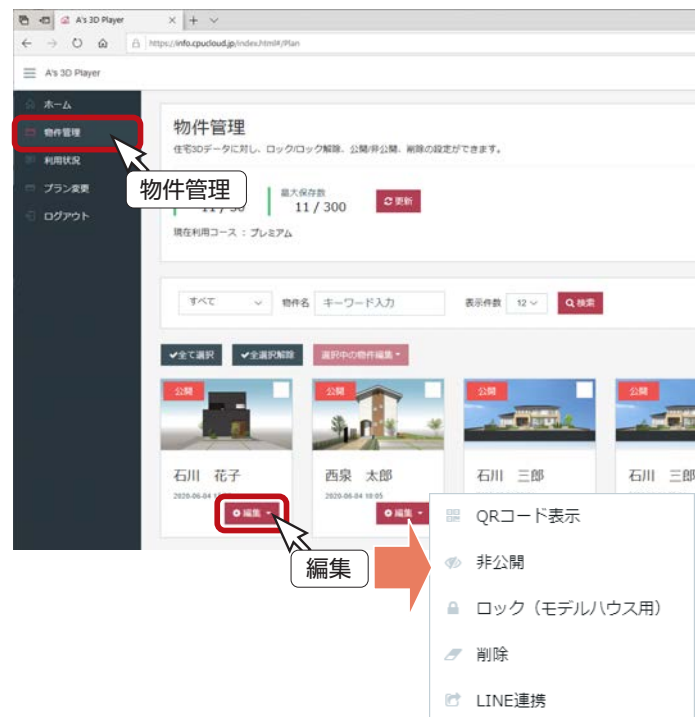 A's 3D Player
https://info.cpucloud.jp/index.html#/Plan
A's 3D Player
ホーム
物件管理
利用状況
プラン変更
ログアウト
物件管理
物件管理
住宅3Dデータに対し、ロック/ロック解除、公開/非公開、削除の設定ができます。
最大保存数
11 / 300
更新
現在利用コース ： プレミアム
すべて
物件名
キーワード入力
表示件数
12
検索
全て選択
全選択解除
選択中の物件編集
公開
公開
公開
公開
石川 花子
西泉 太郎
石川 三郎
石川 三郎
2020-06-04
2020-06-04 10:05
編集
編集
編集
QRコード表示
非公開
ロック（モデルハウス用）
削除
LINE連携